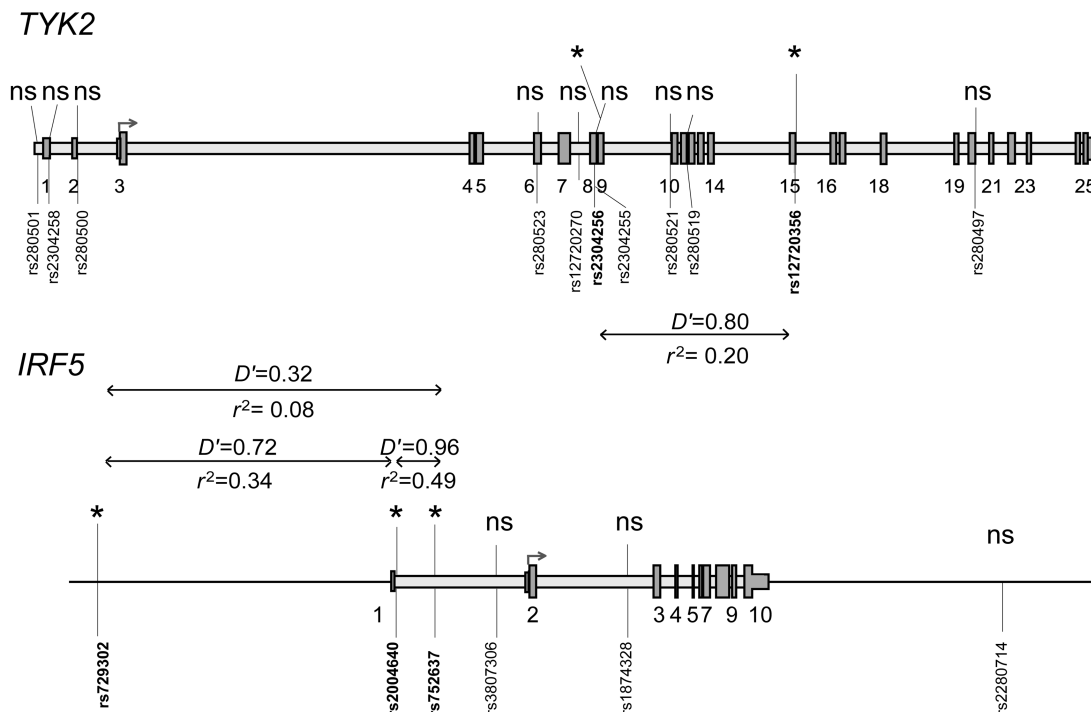 TYK2
* *
ns ns ns ns ns ns ns ns ns
1 2 3 4 5 6 7 8 9 10 14 15 16 18 19 21 23 25
rs280501
rs2304258
rs280500
rs280523
rs12720270
rs2304256
rs2304255
rs280521
rs280519
rs12720356
rs280497
D'=0.80
r²= 0.20
IRF5
D'=0.32
r²= 0.08
D'=0.72 D'=0.96
r²=0.34 r²=0.49
* * * ns ns ns
1 2 3 4 5 7 9 10
rs729302
rs2004640
rs752637
rs3807306
rs1874328
rs2280714